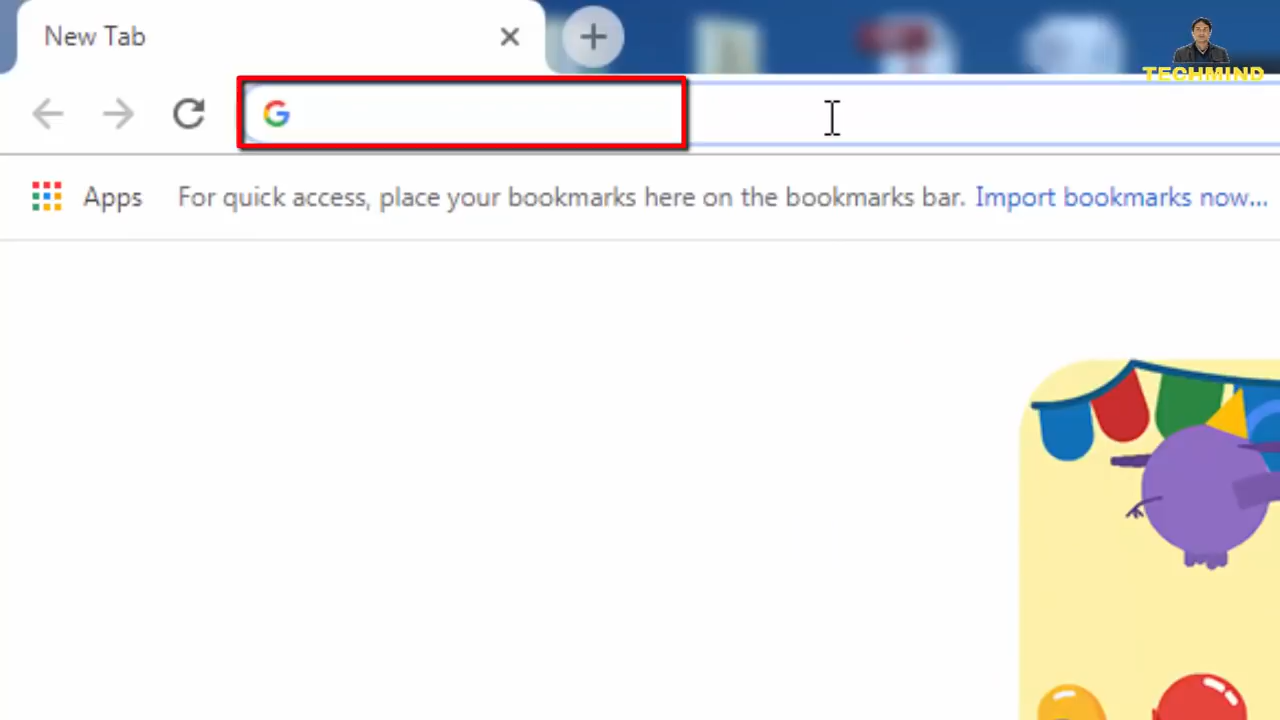 New Tab
TECHMIND
Apps
For quick access, place your bookmarks here on the bookmarks bar. Import bookmarks now...